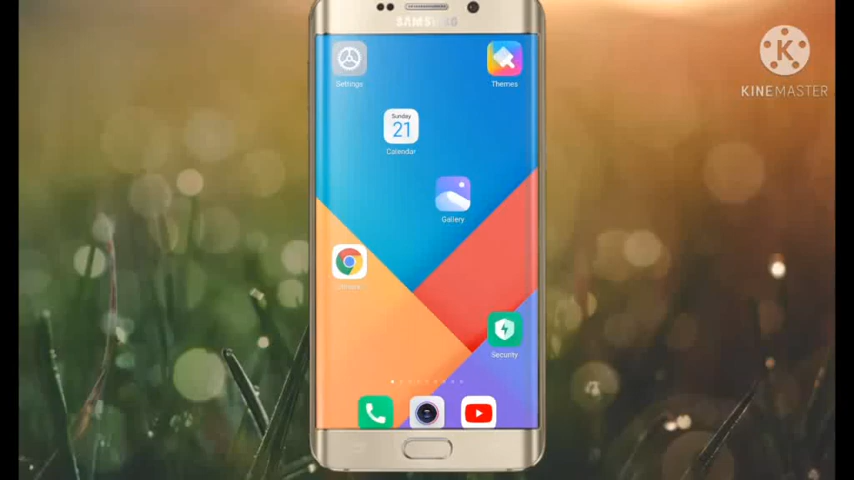 SAMSUNG
KINEMASTER
Settings
Themes
Sunday
21
Calendar
Gallery
Security